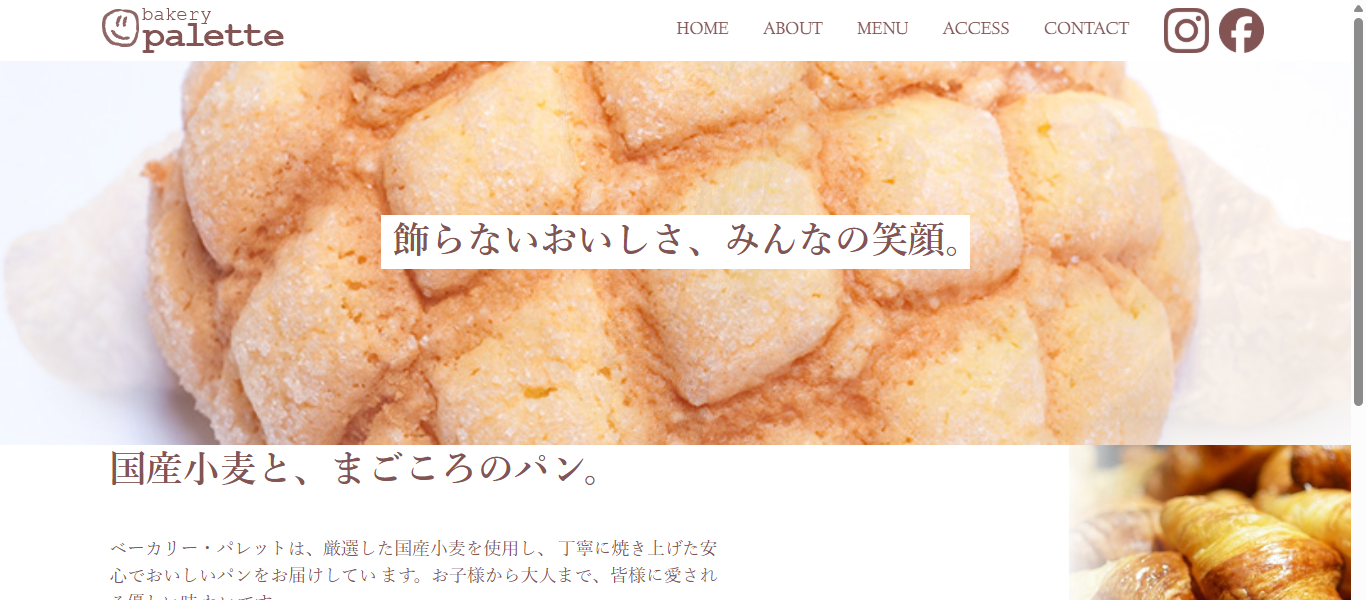 bakery
palette
HOME ABOUT MENU ACCESS CONTACT
飾らないおいしさ、みんなの笑顔。
国産小麦と、まごころのパン。
ベーカリー・パレットは、厳選した国産小麦を使用し、 丁寧に焼き上げた安
心でおいしいパンをお届けしてい ます。お子様から大人まで、皆様に愛され